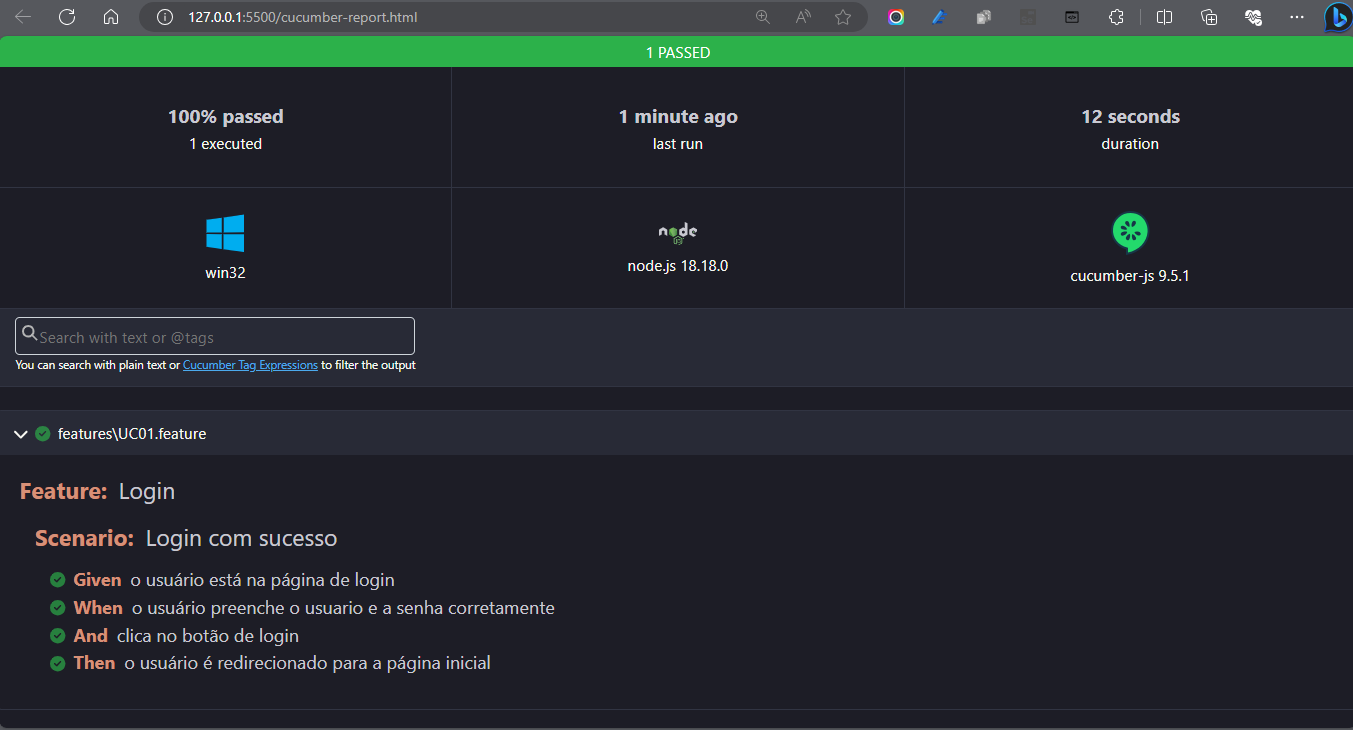 127.0.0.1:5500/cucumber-report.html
1 PASSED
100% passed
1 executed
1 minute ago
last run
12 seconds
duration
node
win32
node.js 18.18.0
cucumber-js 9.5.1
Search with text or @tags
You can search with plain text or Cucumber Tag Expressions to filter the output
features\UC01.feature
Feature: Login
Scenario: Login com sucesso
Given o usuário está na página de login
When o usuário preenche o usuario e a senha corretamente
And clica no botão de login
Then o usuário é redirecionado para a página inicial